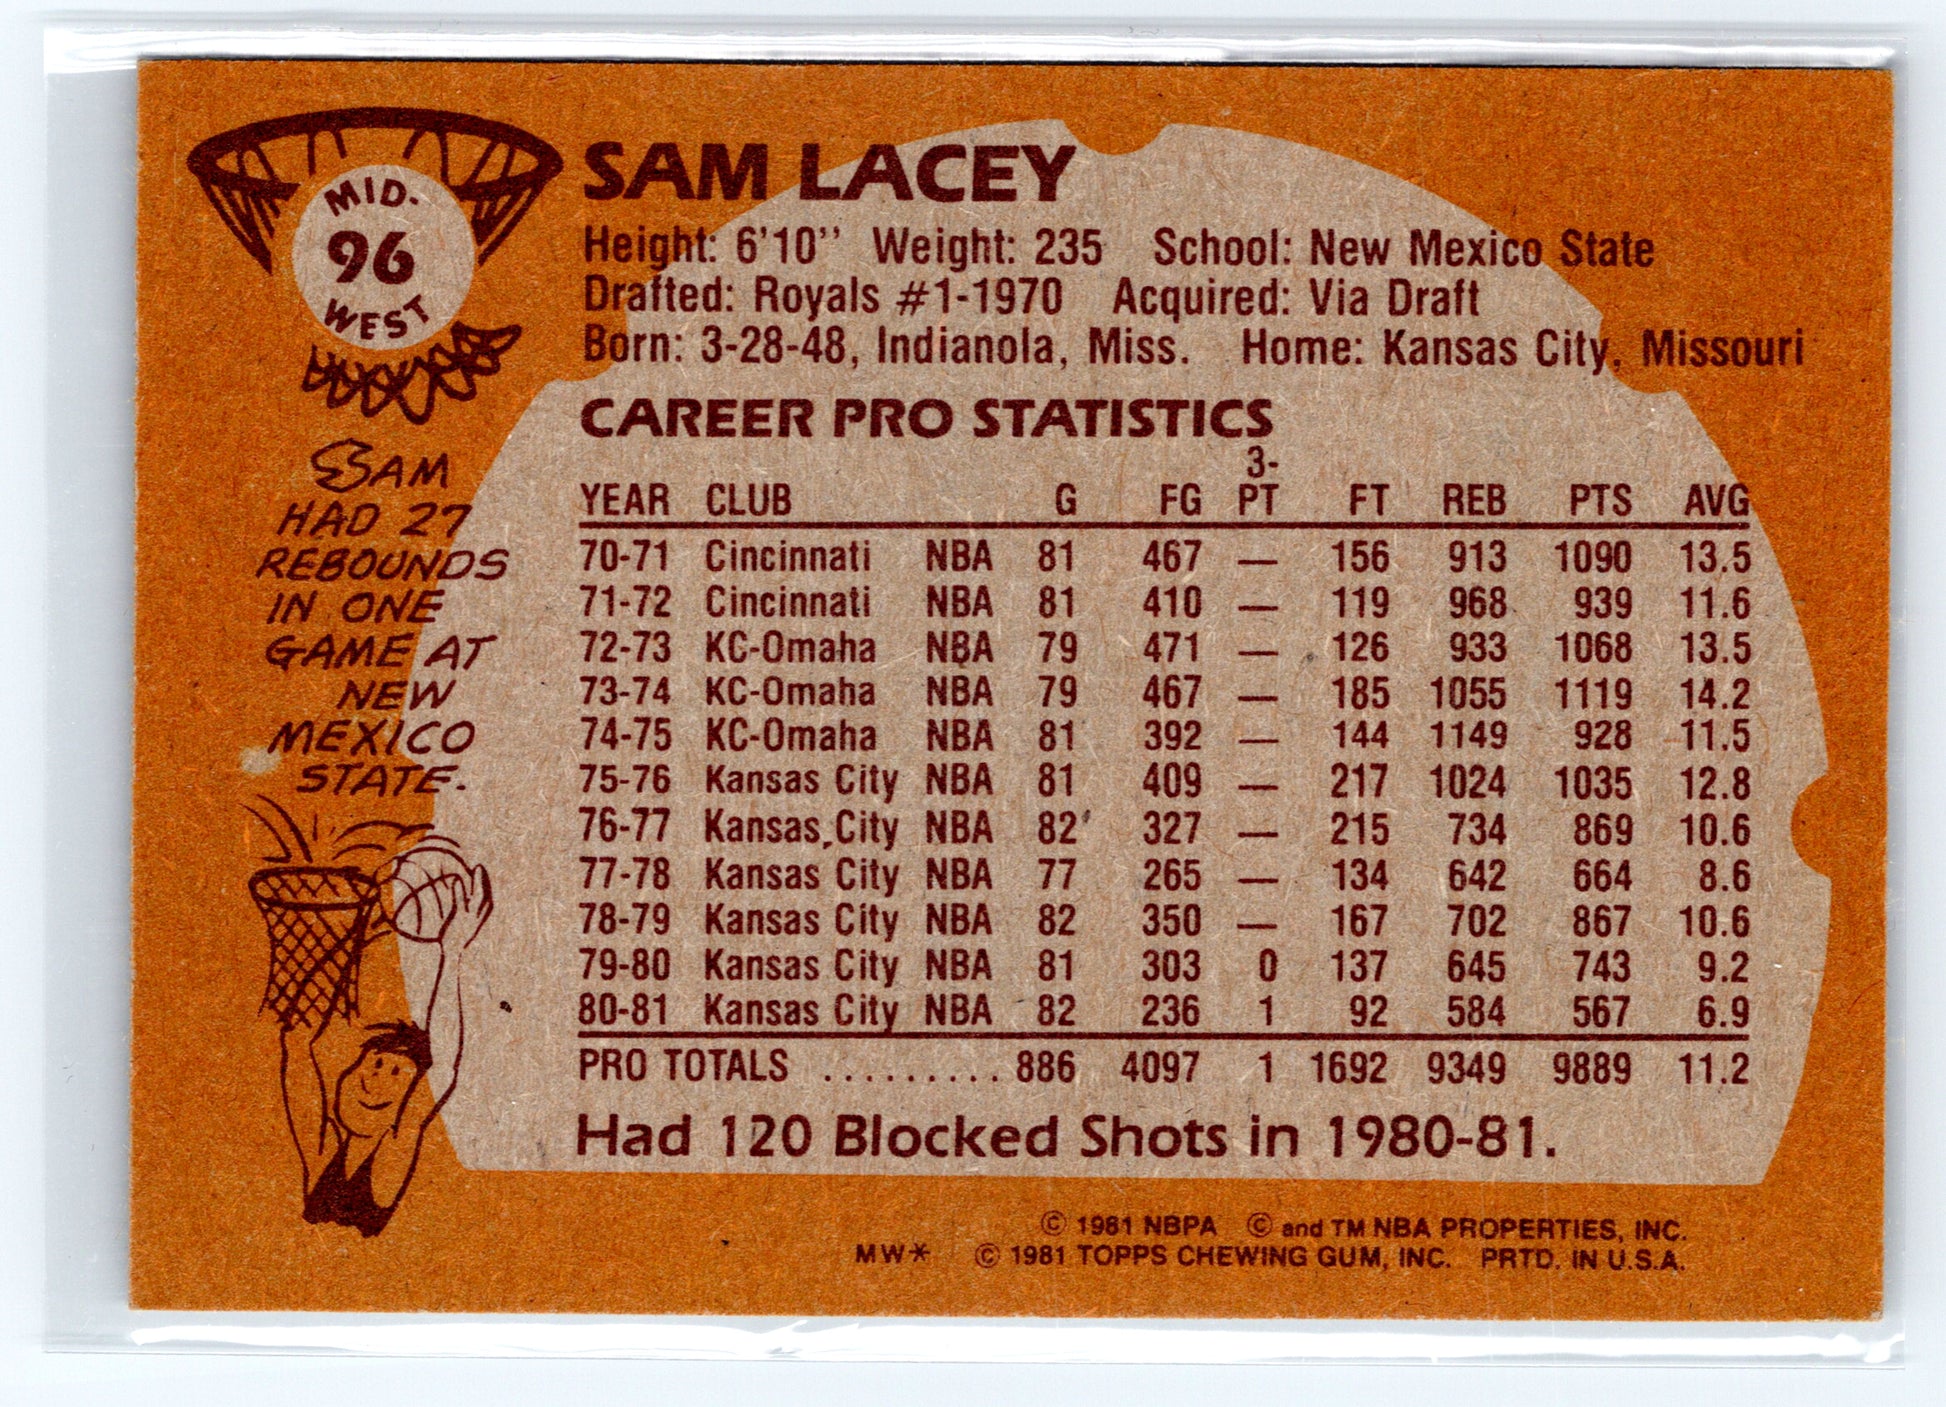 MID-
96
WEST
SAM LACEY
Height: 6'10'' Weight: 235 School: New Mexico State
Drafted: Royals #1-1970 Acquired: Via Draft
Born: 3-28-48, Indianola, Miss. Home: Kansas City, Missouri
SAM
HAD 27
REBOUNDS
IN ONE
GAME AT
NEW
MEXICO
STATE.
CAREER PRO STATISTICS
3-
YEAR CLUB G FG PT FT REB PTS AVG
70-71 Cincinnati NBA 81 467 — 156 913 1090 13.5
71-72 Cincinnati NBA 81 410 — 119 968 939 11.6
72-73 KC-Omaha NBA 79 471 — 126 933 1068 13.5
73-74 KC-Omaha NBA 79 467 — 185 1055 1119 14.2
74-75 KC-Omaha NBA 81 392 — 144 1149 928 11.5
75-76 Kansas City NBA 81 409 — 217 1024 1035 12.8
76-77 Kansas City NBA 82 327 — 215 734 869 10.6
77-78 Kansas City NBA 77 265 — 134 642 664 8.6
78-79 Kansas City NBA 82 350 — 167 702 867 10.6
79-80 Kansas City NBA 81 303 0 137 645 743 9.2
80-81 Kansas City NBA 82 236 1 92 584 567 6.9
PRO TOTALS ......... 886 4097 1 1692 9349 9889 11.2
Had 120 Blocked Shots in 1980-81.
© 1981 NBPA © and TM NBA PROPERTIES, INC.
MW* © 1981 TOPPS CHEWING GUM, INC. PRTD. IN U.S.A.